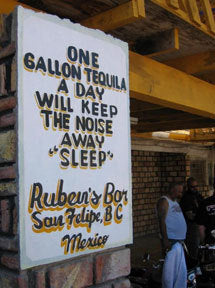 ONE
GALLON TEQUILA
A DAY
WILL KEEP
THE NOISE
AWAY
"SLEEP"
Ruben's Bar
San Felipe, B C
Mexico